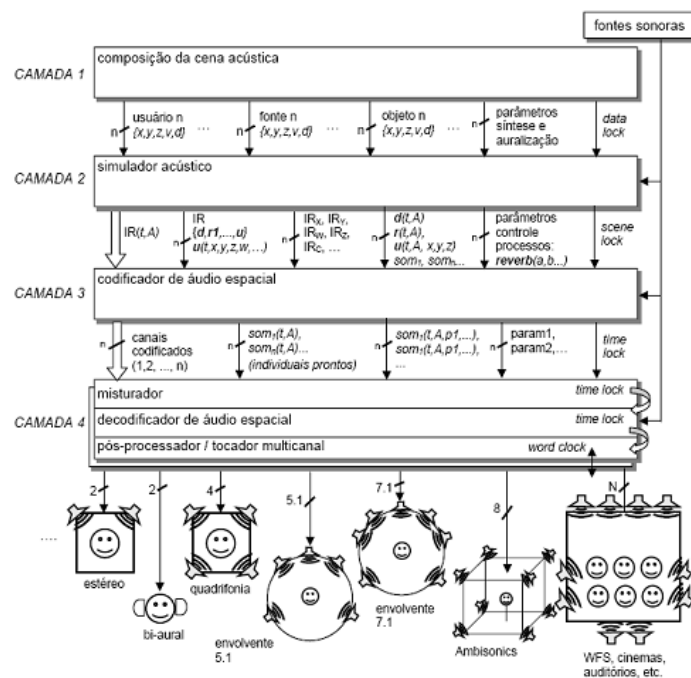 fontes sonoras
CAMADA 1
composição da cena acústica
n
usuário n
{x,y,z,v,d}
...
n
fonte n
{x,y,z,v,d}
...
n
objeto n
{x,y,z,v,d}
...
n
parâmetros
síntese e
auralização
data
lock
CAMADA 2
simulador acústico
IR(t,A)
n
IR
{d,r1,...,u}
u(t,x,y,z,w,...)
n
IRX, IRY,
IRW, IRZ,
IRC, ...
n
d(t,A)
r(t,A),
u(t,A, x,y,z)
som1, somn...
n
parâmetros
controle
processos:
reverb(a,b...)
scene
lock
CAMADA 3
codificador de áudio espacial
n
canais
codificados
(1,2, ..., n)
n
som1(t,A),
somn(t,A)...
(individuais prontos)
n
som1(t,A,p1,...),
som1(t,A,p1,...),
...
n
param1,
param2,...
time
lock
CAMADA 4
misturador
time lock
decodificador de áudio espacial
time lock
pós-processador / tocador multicanal
word clock
2
2
4
5.1
7.1
8
N
....
estéreo
bi-aural
quadrifonia
envolvente
5.1
envolvente
7.1
Ambisonics
WFS, cinemas,
auditórios, etc.